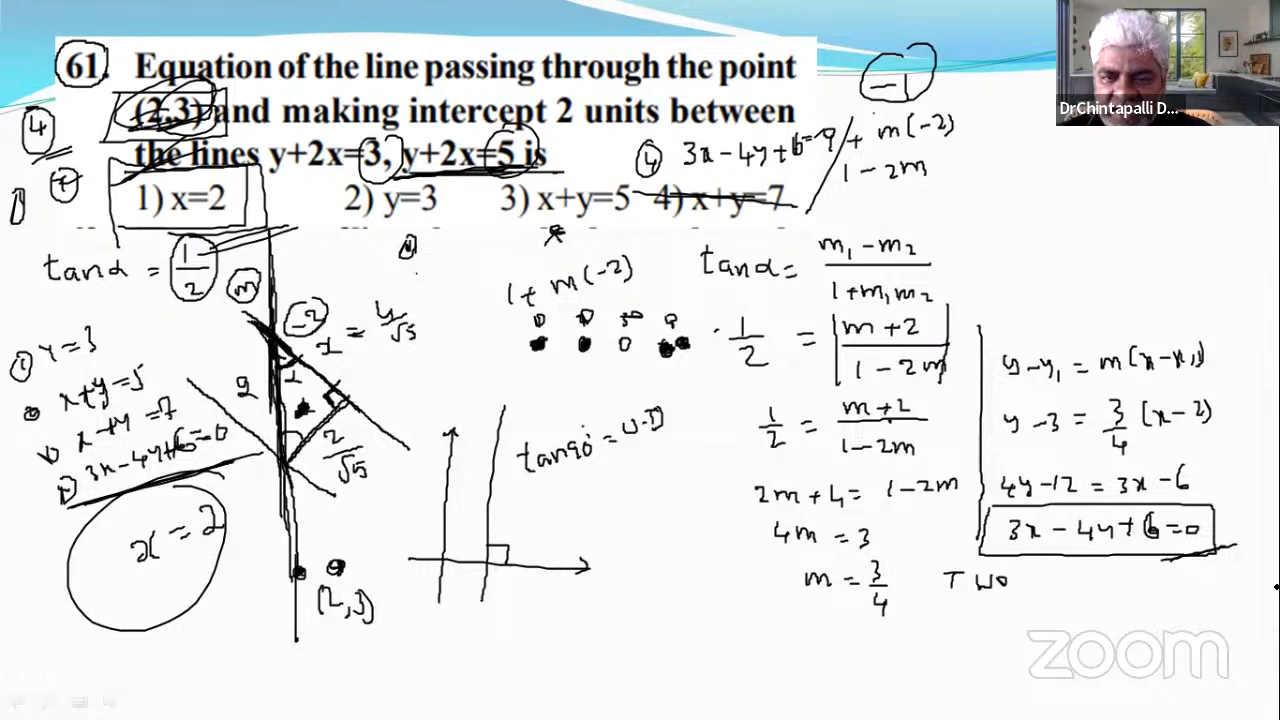 61. Equation of the line passing through the point
(2,3) and making intercept 2 units between
the lines y+2x=3, y+2x=5 is
1) x=2 2) y=3 3) x+y=5 4) x+y=7
4
-1
DrChintapalli D...
+ m(-2)
1 - 2m
tanα = 1/2
m
-2
x = 4/√5
2
α
2/√5
(2,3)
y=3
x+y=5
x+y=7
3x-4y+6=0
x=2
1+ m(-2)
tan90° =
tanα = m₁ - m₂ / 1+m₁m₂
1/2 = |m+2 / 1-2m|
1/2 = m+2 / 1-2m
2m+4 = 1-2m
4m = 3
m = 3/4
TWO
y-y₁ = m(x-x₁)
y-3 = 3/4 (x-2)
4y-12 = 3x-6
3x-4y+6=0
zoom